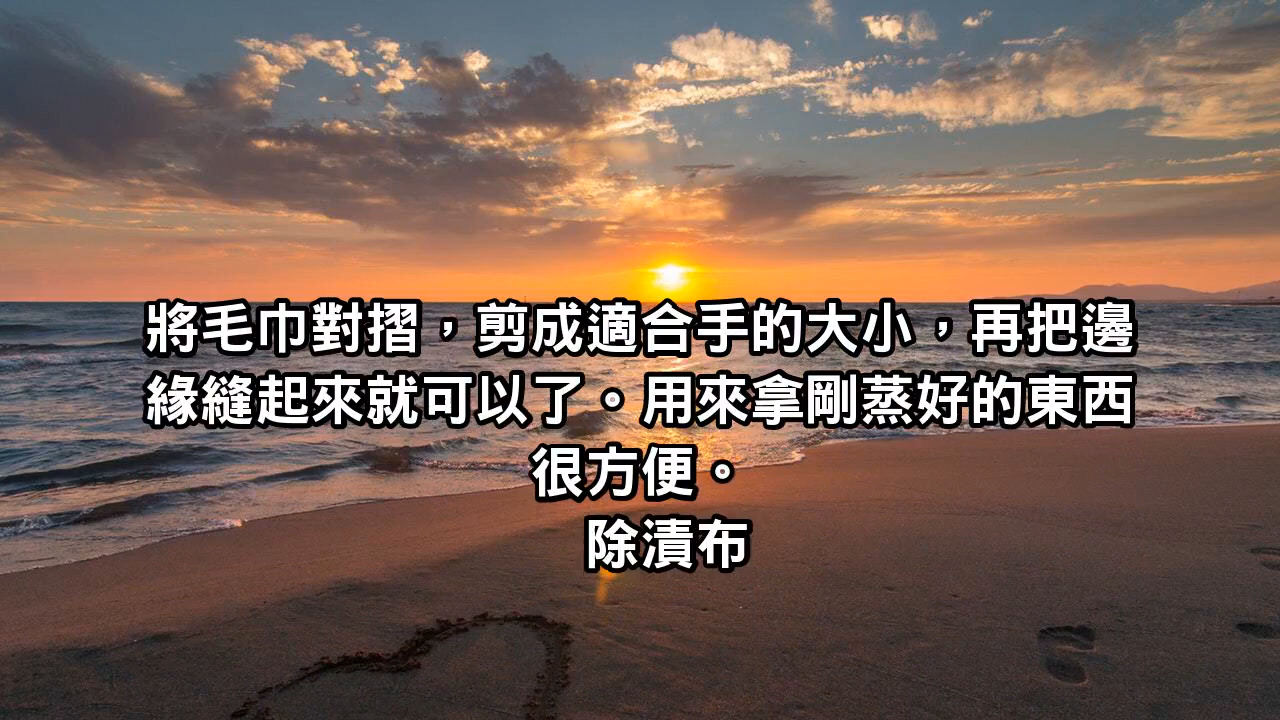 將毛巾對摺，剪成適合手的大小，再把邊
緣縫起來就可以了。用來拿剛蒸好的東西
很方便。
除漬布